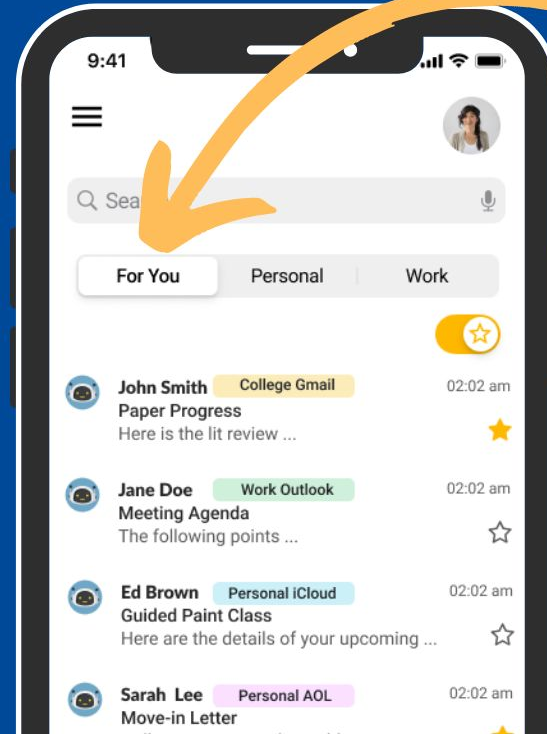 9:41
Sea
For You Personal Work
John Smith College Gmail 02:02 am
Paper Progress
Here is the lit review ...
Jane Doe Work Outlook 02:02 am
Meeting Agenda
The following points ...
Ed Brown Personal iCloud 02:02 am
Guided Paint Class
Here are the details of your upcoming ...
Sarah Lee Personal AOL 02:02 am
Move-in Letter